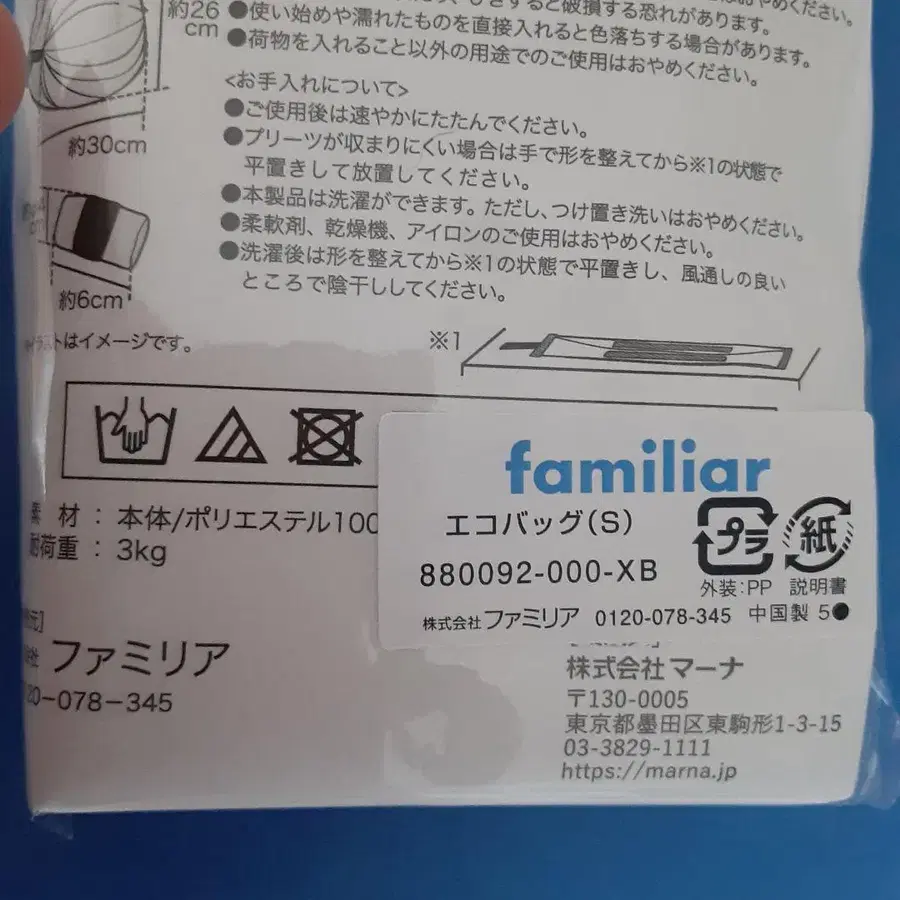 約26
cm
すると破損する恐れがあります。
●使い始めや濡れたものを直接入れると色落ちする場合があります。
●荷物を入れること以外の用途でのご使用はおやめください。
約30cm
<お手入れについて>
●ご使用後は速やかにたたんでください。
●プリーツが収まりにくい場合は手で形を整えてから※1の状態で
平置きして放置してください。
●本製品は洗濯ができます。ただし、つけ置き洗いはおやめください。
●柔軟剤、乾燥機、アイロンのご使用はおやめください。
●洗濯後は形を整えてから※1の状態で平置きし、風通しの良い
ところで陰干ししてください。
約6cm
はイメージです。
※1
familiar
エコバッグ(S)
880092-000-XB
プラ
紙
外装:PP 説明書
株式会社ファミリア 0120-078-345 中国製 5●
素材:本体/ポリエステル100
耐荷重:3kg
ファミリア
20-078-345
株式会社マーナ
〒130-0005
東京都墨田区東駒形1-3-15
03-3829-1111
https://marna.jp